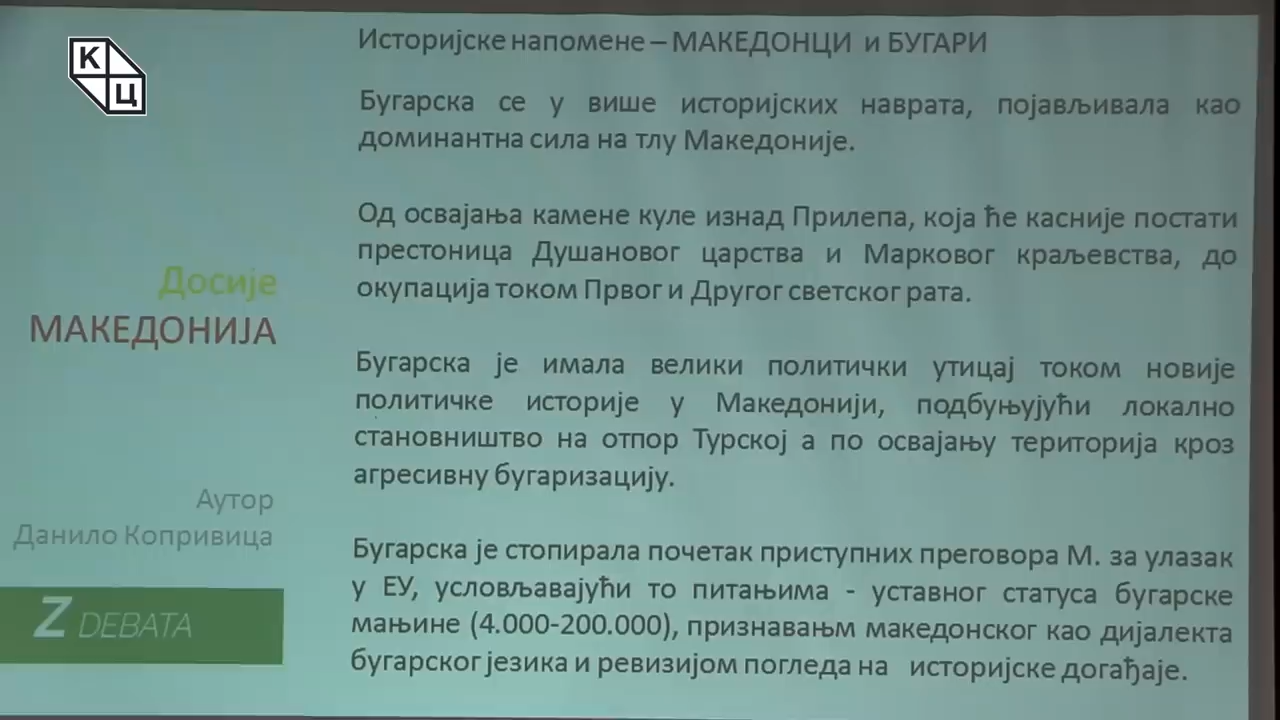 К
Ц
Историјске напомене – МАКЕДОНЦИ и БУГАРИ
Бугарска се у више историјских наврата, појављивала као
доминантна сила на тлу Македоније.
Од освајања камене куле изнад Прилепа, која ће касније постати
престоница Душановог царства и Марковог краљевства, до
окупација током Првог и Другог светског рата.
Бугарска је имала велики политички утицај током новије
политичке историје у Македонији, подбуњујући локално
становништво на отпор Турској а по освајању територија кроз
агресивну бугаризацију.
Бугарска је стопирала почетак приступних преговора М. за улазак
у ЕУ, условљавајући то питањима - уставног статуса бугарске
мањине (4.000-200.000), признавањм македонског као дијалекта
бугарског језика и ревизијом погледа на историјске догађаје.
Досије
МАКЕДОНИЈА
Аутор
Данило Копривица
Z DEBATA